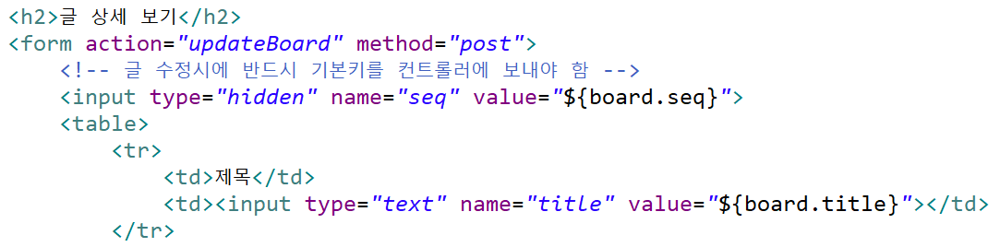 <h2>글 상세 보기</h2>
<form action="updateBoard" method="post">
    <!-- 글 수정시에 반드시 기본키를 컨트롤러에 보내야 함 -->
    <input type="hidden" name="seq" value="${board.seq}">
    <table>
        <tr>
            <td>제목</td>
            <td><input type="text" name="title" value="${board.title}"></td>
        </tr>